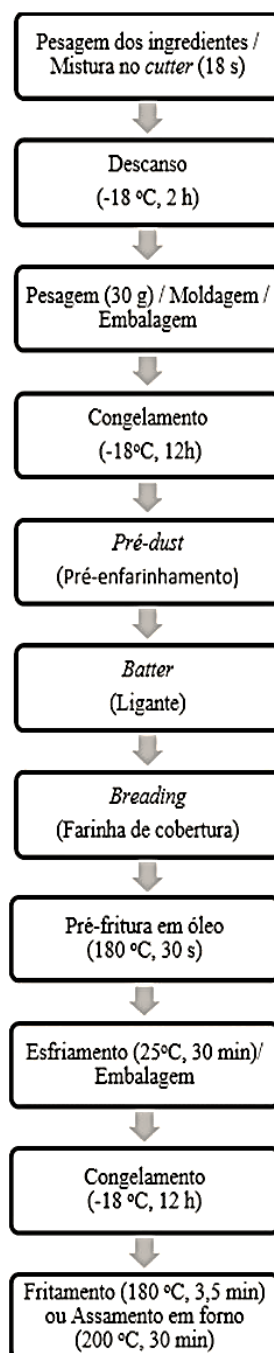 Pesagem dos ingredientes /
Mistura no cutter (18 s)
Descanso
(-18 ºC, 2 h)
Pesagem (30 g) / Moldagem /
Embalagem
Congelamento
(-18ºC, 12h)
Pré-dust
(Pré-enfarinhamento)
Batter
(Ligante)
Breading
(Farinha de cobertura)
Pré-fritura em óleo
(180 ºC, 30 s)
Esfriamento (25ºC, 30 min)/
Embalagem
Congelamento
(-18 ºC, 12 h)
Fritamento (180 ºC, 3,5 min)
ou Assamento em forno
(200 ºC, 30 min)